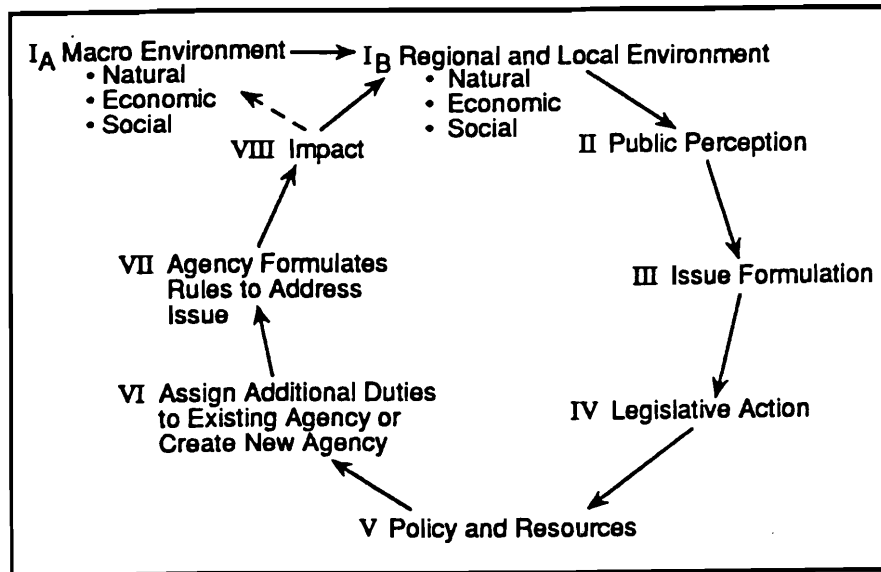 I_A Macro Environment
• Natural
• Economic
• Social
I_B Regional and Local Environment
• Natural
• Economic
• Social
II Public Perception
III Issue Formulation
IV Legislative Action
V Policy and Resources
VI Assign Additional Duties
to Existing Agency or
Create New Agency
VII Agency Formulates
Rules to Address
Issue
VIII Impact